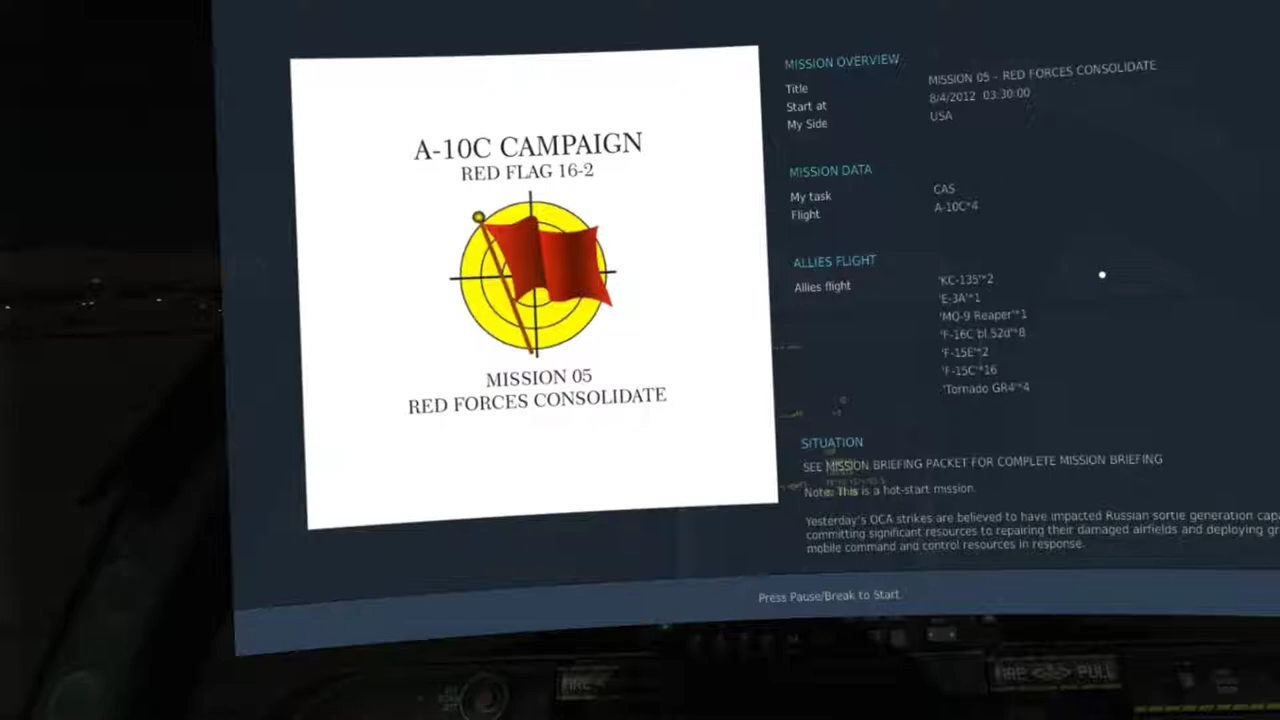 A-10C CAMPAIGN
RED FLAG 16-2
MISSION 05
RED FORCES CONSOLIDATE
MISSION OVERVIEW
Title MISSION 05 - RED FORCES CONSOLIDATE
Start at 8/4/2012 03:30:00
My Side USA
MISSION DATA
My task CAS
Flight A-10C*4
ALLIES FLIGHT
Allies flight 'KC-135'*2
'E-3A'*1
'MQ-9 Reaper'*1
'F-16C bl.52d'*8
'F-15E'*2
'F-15C'*16
'Tornado GR4'*4
SITUATION
SEE MISSION BRIEFING PACKET FOR COMPLETE MISSION BRIEFING
Note: This is a hot-start mission.
Yesterday's OCA strikes are believed to have impacted Russian sortie generation
committing significant resources to repairing their damaged airfields and deploying
mobile command and control resources in response.
Press Pause/Break to Start
FIRE PULL